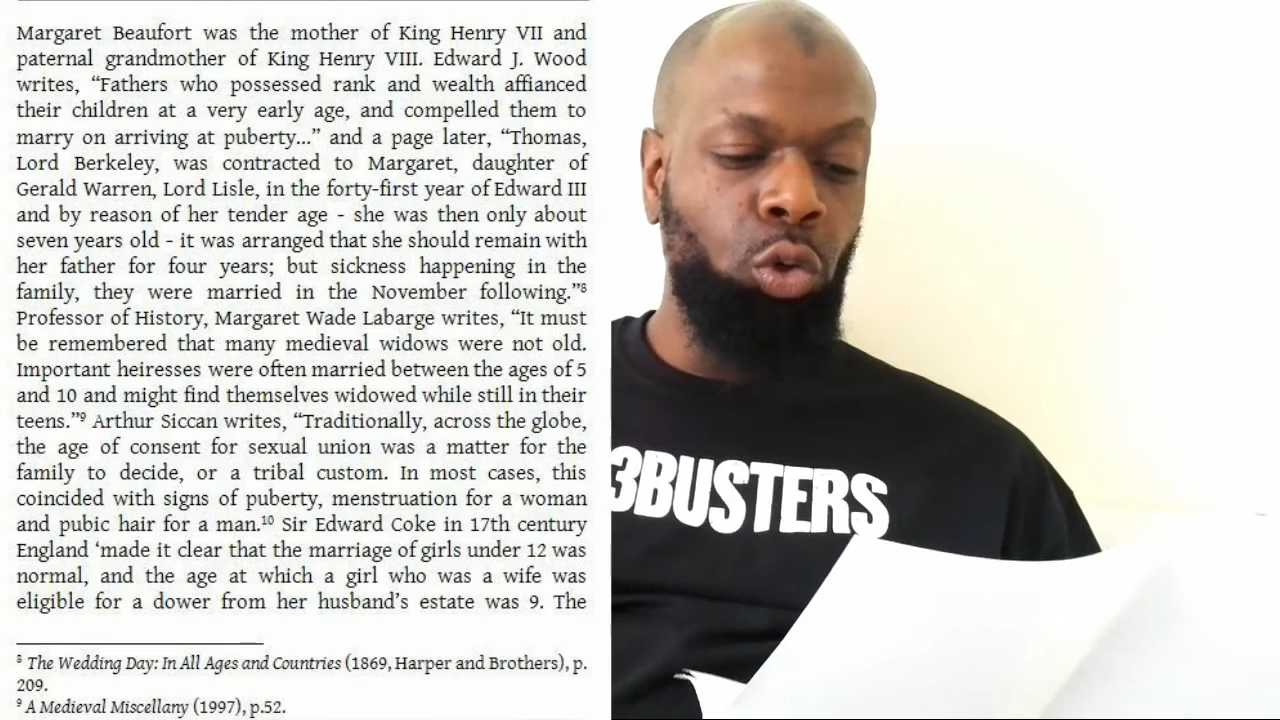 Margaret Beaufort was the mother of King Henry VII and
paternal grandmother of King Henry VIII. Edward J. Wood
writes, “Fathers who possessed rank and wealth affianced
their children at a very early age, and compelled them to
marry on arriving at puberty...” and a page later, “Thomas,
Lord Berkeley, was contracted to Margaret, daughter of
Gerald Warren, Lord Lisle, in the forty-first year of Edward III
and by reason of her tender age - she was then only about
seven years old - it was arranged that she should remain with
her father for four years; but sickness happening in the
family, they were married in the November following.”⁸
Professor of History, Margaret Wade Labarge writes, “It must
be remembered that many medieval widows were not old.
Important heiresses were often married between the ages of 5
and 10 and might find themselves widowed while still in their
teens.”⁹ Arthur Siccan writes, “Traditionally, across the globe,
the age of consent for sexual union was a matter for the
family to decide, or a tribal custom. In most cases, this
coincided with signs of puberty, menstruation for a woman
and pubic hair for a man.¹⁰ Sir Edward Coke in 17th century
England ‘made it clear that the marriage of girls under 12 was
normal, and the age at which a girl who was a wife was
eligible for a dower from her husband’s estate was 9. The
⁸ The Wedding Day: In All Ages and Countries (1869, Harper and Brothers), p.
209.
⁹ A Medieval Miscellany (1997), p.52.
3BUSTERS